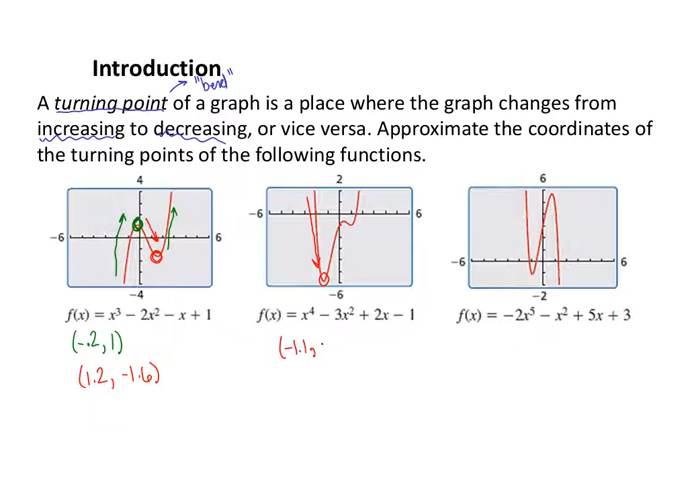 Introduction
"bend"
A turning point of a graph is a place where the graph changes from
increasing to decreasing, or vice versa. Approximate the coordinates of
the turning points of the following functions.
4
-6
6
-4
2
-6
6
-6
6
-6
6
-2
f(x) = x³ − 2x² − x + 1
f(x) = x⁴ − 3x² + 2x − 1
f(x) = −2x⁵ − x² + 5x + 3
(-.2, 1)
(1.2, -1.6)
(-1.1, .